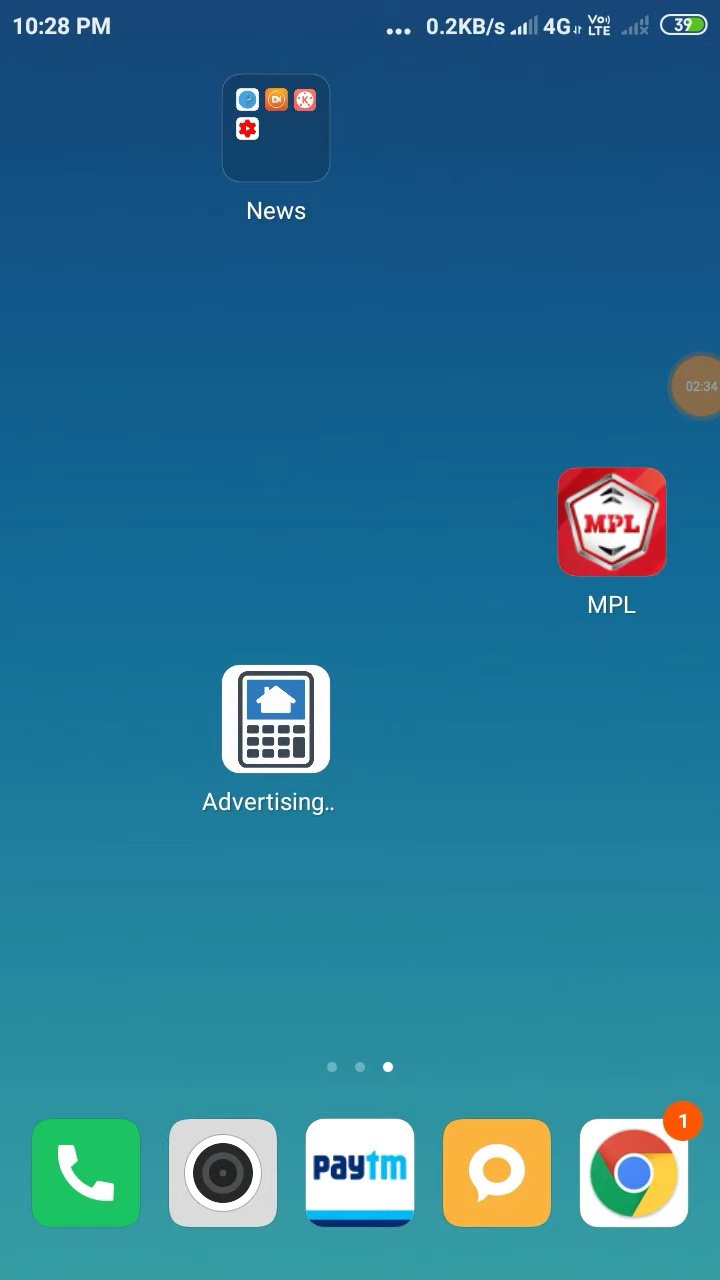 10:28 PM ... 0.2KB/s 4G Vo) LTE 39
K
News
02:34
MPL
MPL
Advertising..
paytm
1